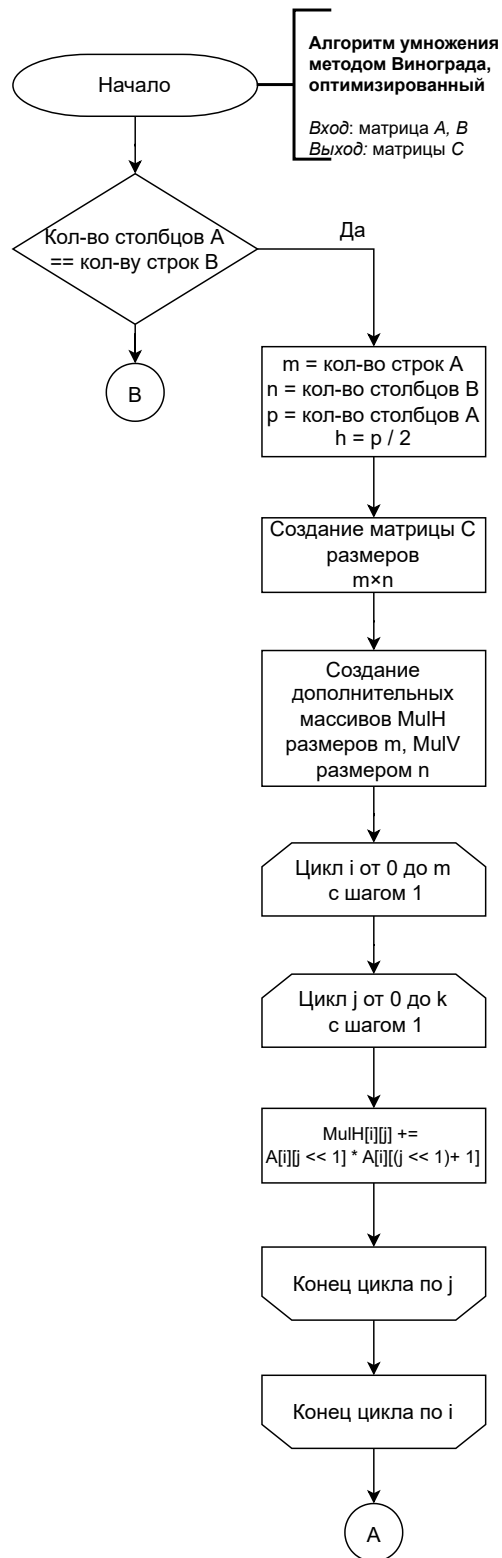 Начало
Алгоритм умножения
методом Винограда,
оптимизированный
Вход: матрица A, B
Выход: матрицы C
Кол-во столбцов A
== кол-ву строк B
Да
B
m = кол-во строк A
n = кол-во столбцов B
p = кол-во столбцов A
h = p / 2
Создание матрицы C
размеров
m×n
Создание
дополнительных
массивов MulH
размеров m, MulV
размером n
Цикл i от 0 до m
с шагом 1
Цикл j от 0 до k
с шагом 1
MulH[i][j] +=
A[i][j << 1] * A[i][(j << 1)+ 1]
Конец цикла по j
Конец цикла по i
A